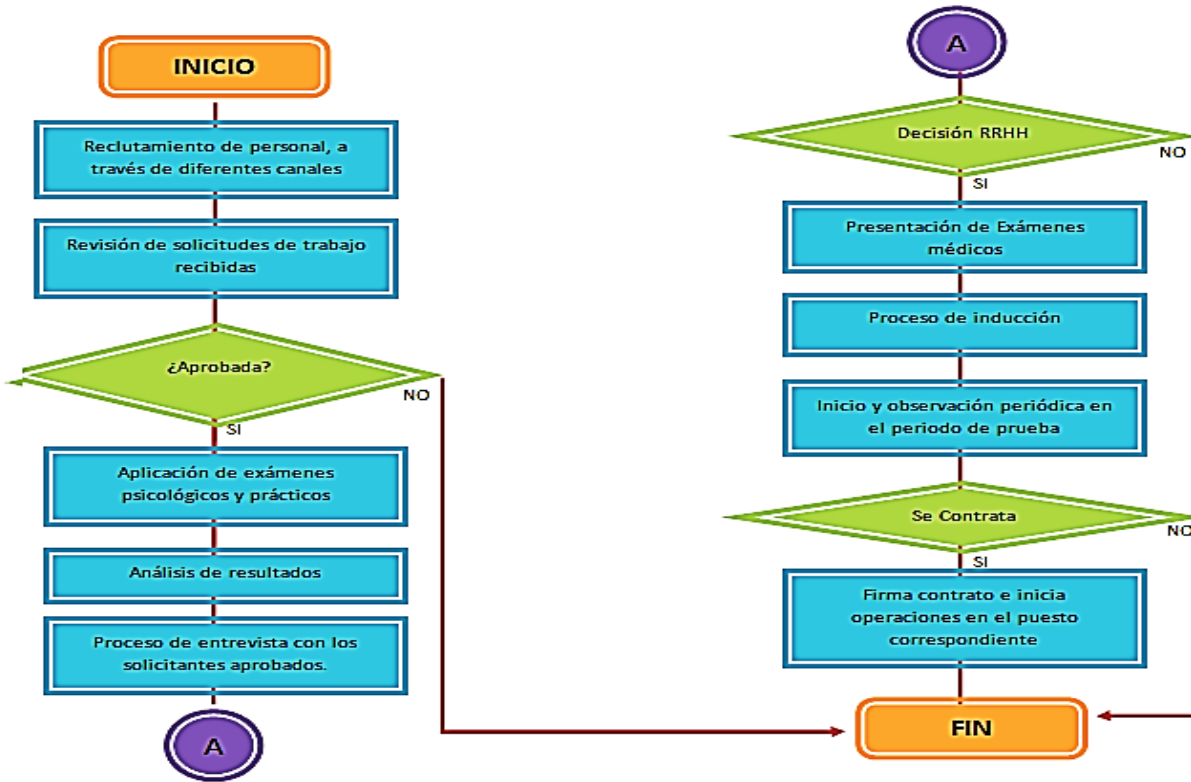 INICIO
Reclutamiento de personal, a
través de diferentes canales
Revisión de solicitudes de trabajo
recibidas
¿Aprobada?
NO
SI
Aplicación de exámenes
psicológicos y prácticos
Análisis de resultados
Proceso de entrevista con los
solicitantes aprobados.
A
A
Decisión RRHH
NO
SI
Presentación de Exámenes
médicos
Proceso de inducción
Inicio y observación periódica en
el periodo de prueba
Se Contrata
NO
SI
Firma contrato e inicia
operaciones en el puesto
correspondiente
FIN